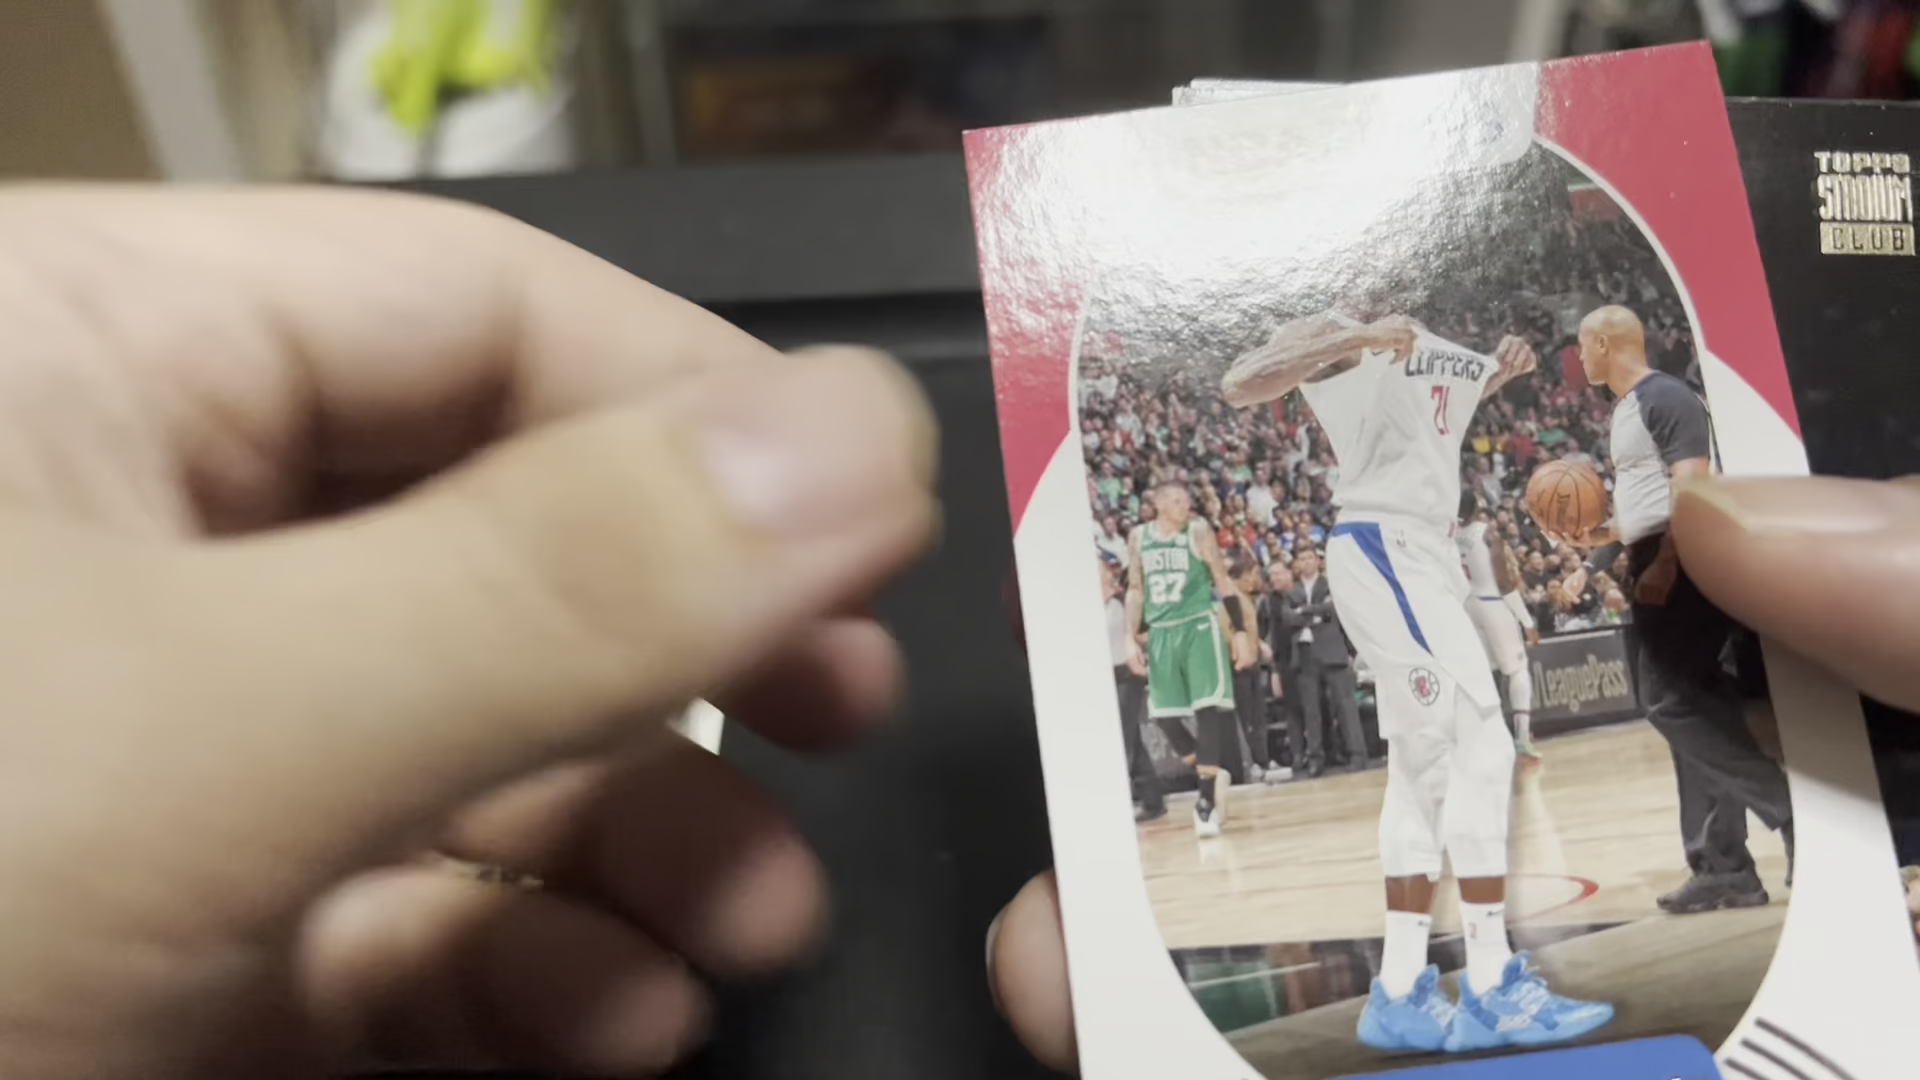 TOPPS
STADIUM
CLUB
CLIPPERS
21
BOSTON
27
LeaguePass